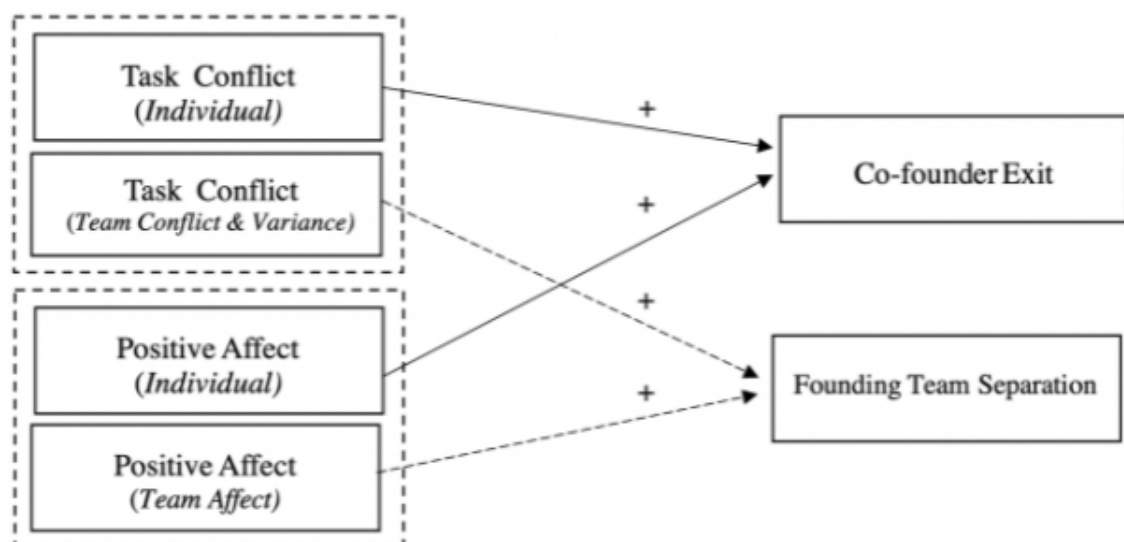 Task Conflict
(Individual)
Task Conflict
(Team Conflict & Variance)
Positive Affect
(Individual)
Positive Affect
(Team Affect)
+
+
+
+
Co-founder Exit
Founding Team Separation